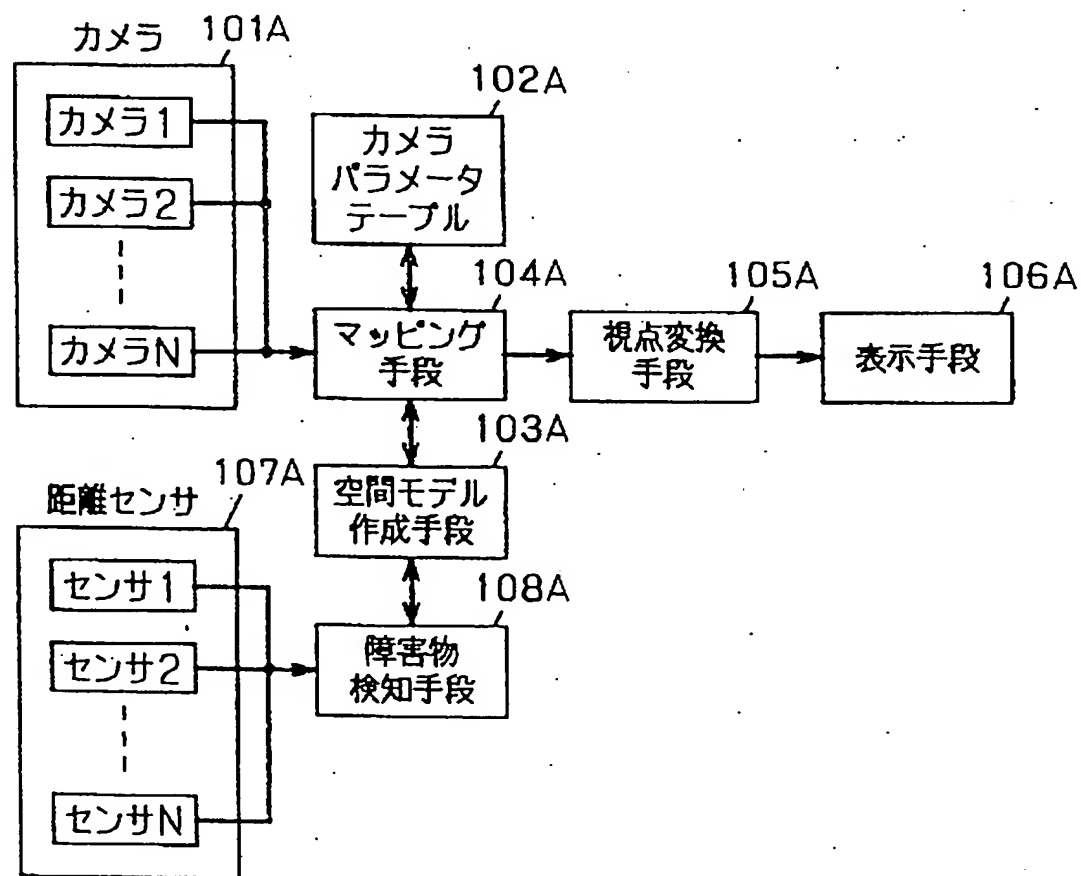 カメラ
101A
カメラ1
カメラ2
カメラN
102A
カメラ
パラメータ
テーブル
104A
マッピング
手段
105A
視点変換
手段
106A
表示手段
103A
空間モデル
作成手段
107A
距離センサ
センサ1
センサ2
センサN
108A
障害物
検知手段